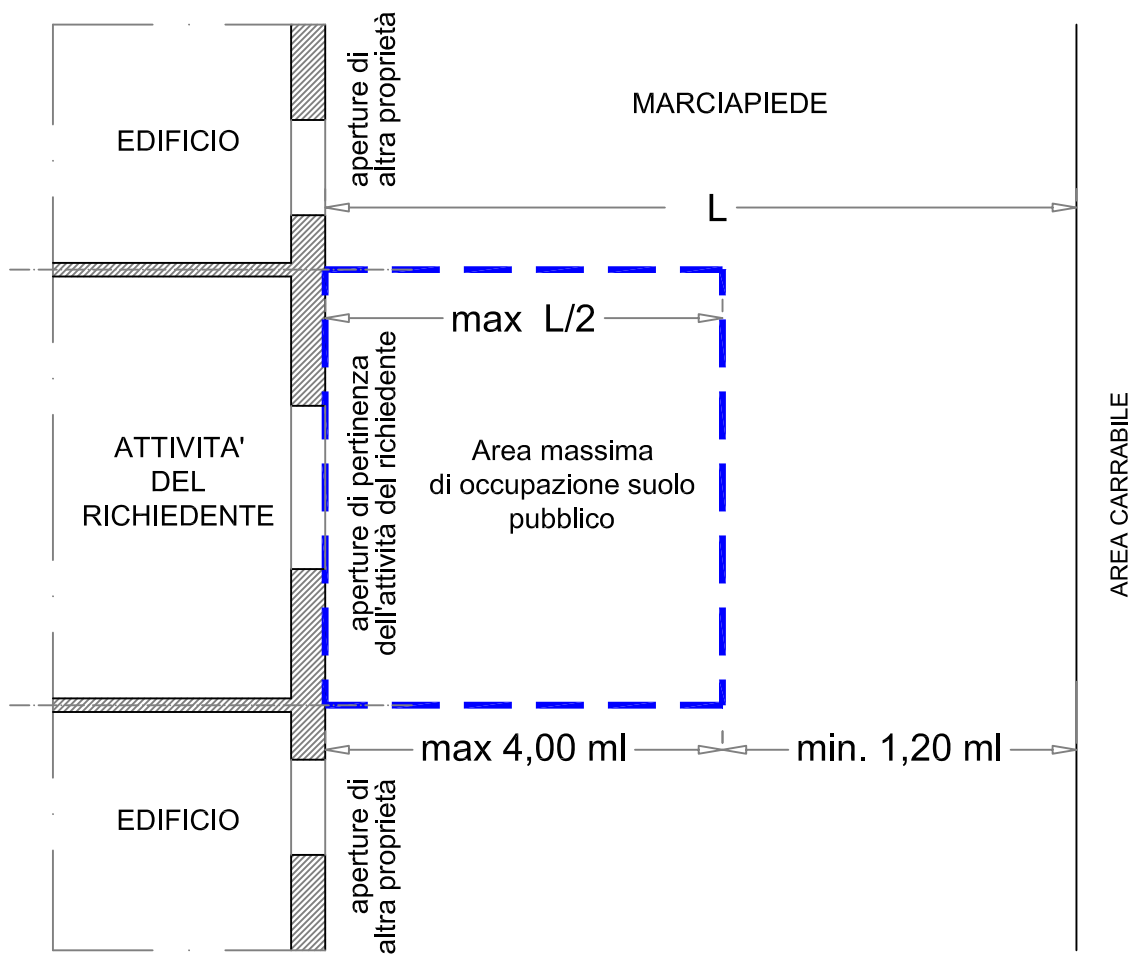 EDIFICIO
aperture di
altra proprietà
MARCIAPIEDE
L
max L/2
ATTIVITA'
DEL
RICHIEDENTE
aperture di pertinenza
dell'attività del richiedente
Area massima
di occupazione suolo
pubblico
AREA CARRABILE
max 4,00 ml
min. 1,20 ml
EDIFICIO
aperture di
altra proprietà